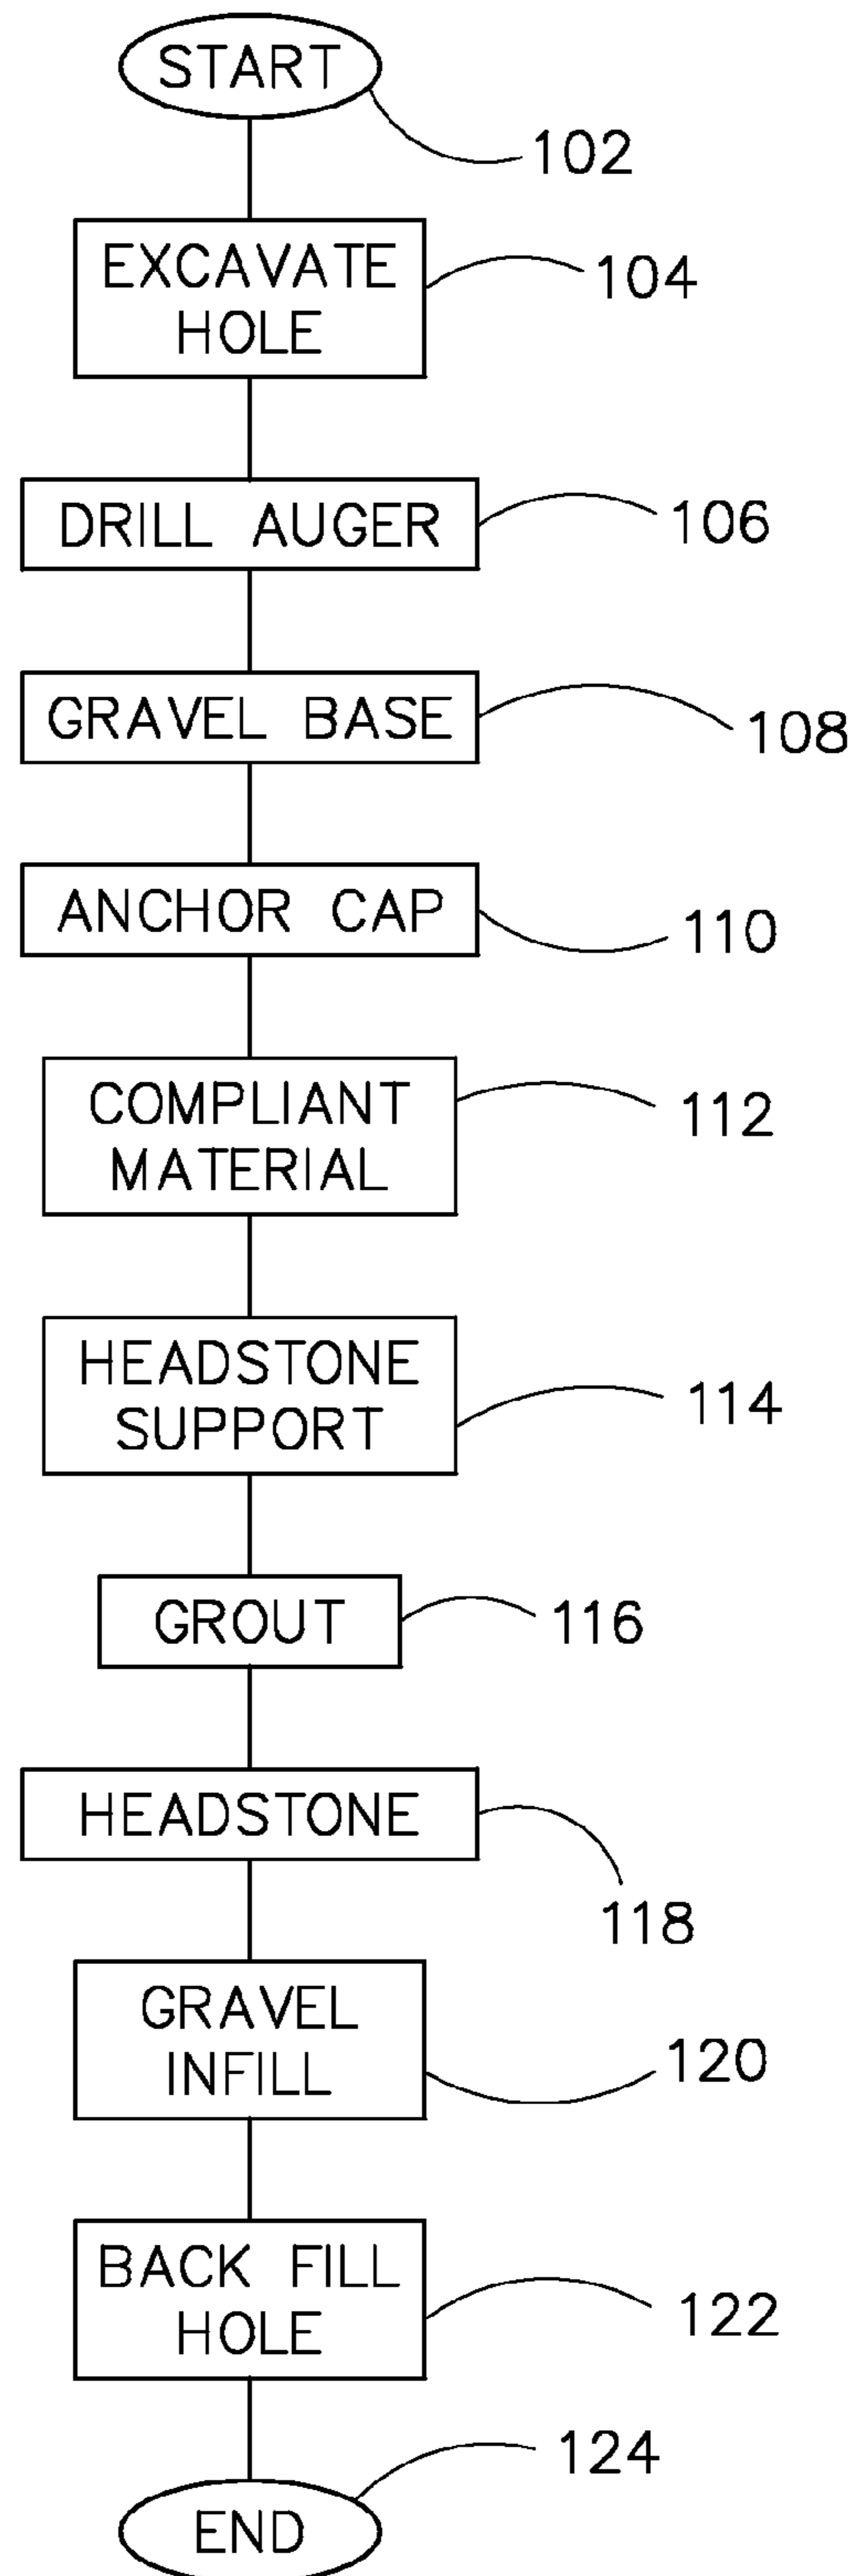 START
102
EXCAVATE
HOLE
104
DRILL AUGER
106
GRAVEL BASE
108
ANCHOR CAP
110
COMPLIANT
MATERIAL
112
HEADSTONE
SUPPORT
114
GROUT
116
HEADSTONE
118
GRAVEL
INFILL
120
BACK FILL
HOLE
122
124
END